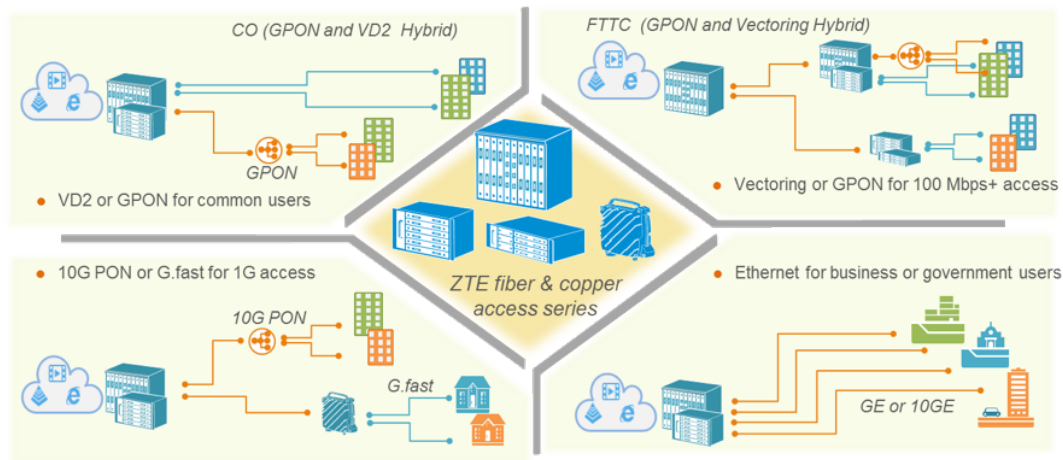 CO (GPON and VD2 Hybrid)
GPON
VD2 or GPON for common users
FTTC (GPON and Vectoring Hybrid)
Vectoring or GPON for 100 Mbps+ access
ZTE fiber & copper
access series
10G PON or G.fast for 1G access
10G PON
G.fast
Ethernet for business or government users
GE or 10GE